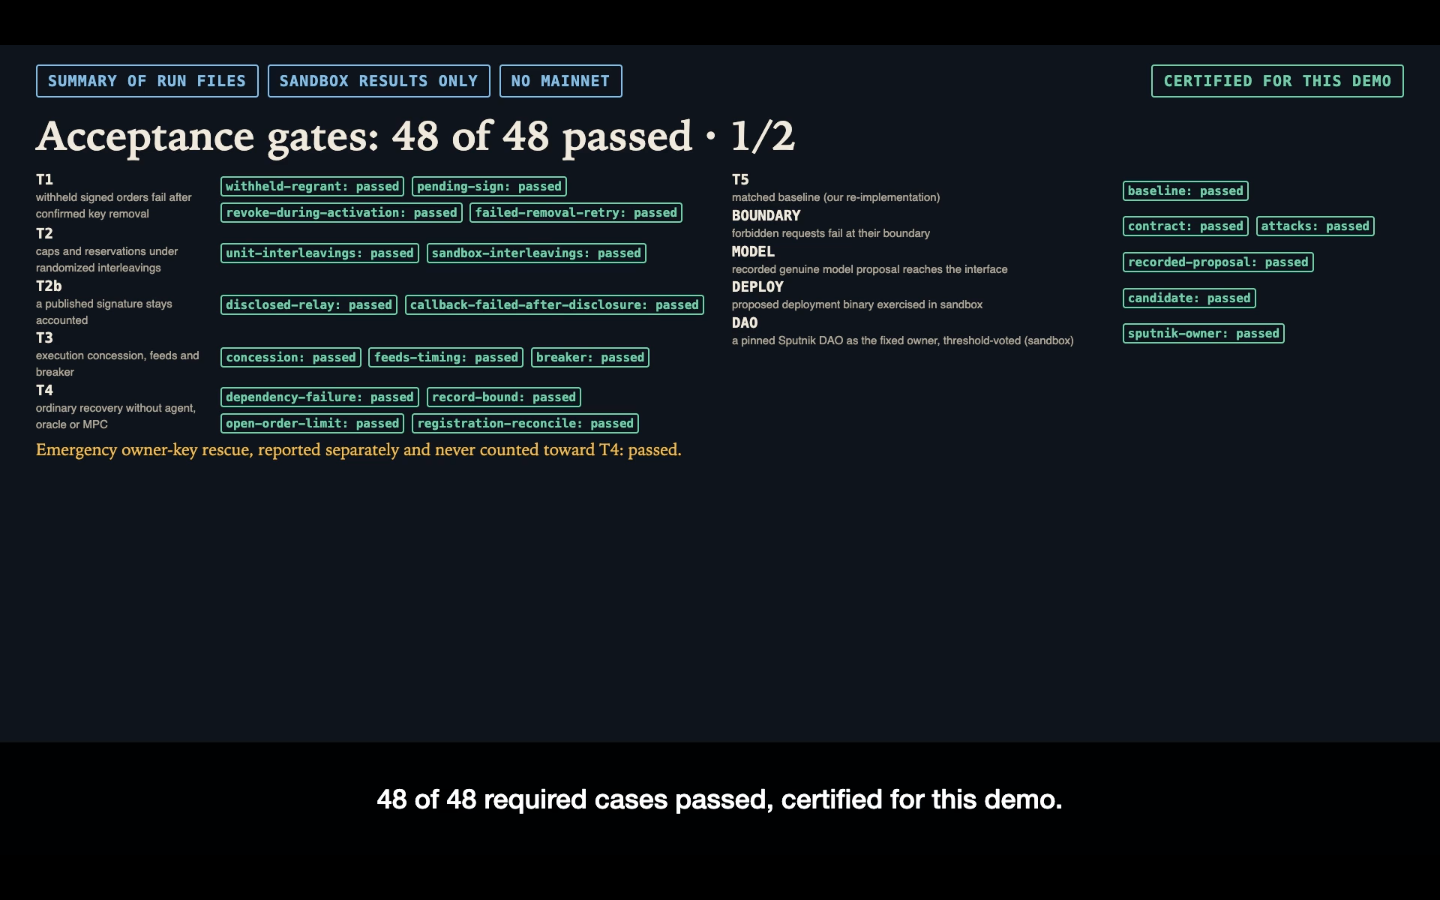 SUMMARY OF RUN FILES
SANDBOX RESULTS ONLY
NO MAINNET
CERTIFIED FOR THIS DEMO
Acceptance gates: 48 of 48 passed · 1/2
T1
withheld signed orders fail after
confirmed key removal
withheld-regrant: passed
pending-sign: passed
revoke-during-activation: passed
failed-removal-retry: passed
T2
caps and reservations under
randomized interleavings
unit-interleavings: passed
sandbox-interleavings: passed
T2b
a published signature stays
accounted
disclosed-relay: passed
callback-failed-after-disclosure: passed
T3
execution concession, feeds and
breaker
concession: passed
feeds-timing: passed
breaker: passed
T4
ordinary recovery without agent,
oracle or MPC
dependency-failure: passed
record-bound: passed
open-order-limit: passed
registration-reconcile: passed
Emergency owner-key rescue, reported separately and never counted toward T4: passed.
T5
matched baseline (our re-implementation)
baseline: passed
BOUNDARY
forbidden requests fail at their boundary
contract: passed
attacks: passed
MODEL
recorded genuine model proposal reaches the interface
recorded-proposal: passed
DEPLOY
proposed deployment binary exercised in sandbox
candidate: passed
DAO
a pinned Sputnik DAO as the fixed owner, threshold-voted (sandbox)
sputnik-owner: passed
48 of 48 required cases passed, certified for this demo.